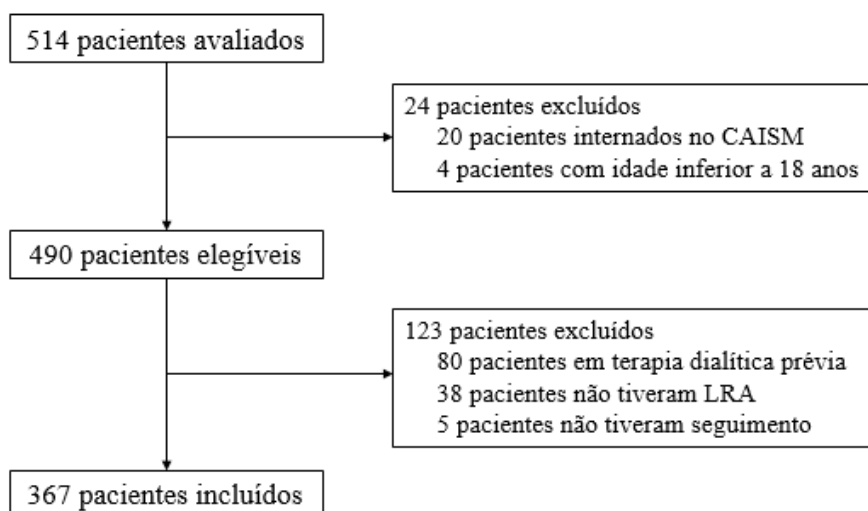 514 pacientes avaliados
24 pacientes excluídos
20 pacientes internados no CAISM
4 pacientes com idade inferior a 18 anos
490 pacientes elegíveis
123 pacientes excluídos
80 pacientes em terapia dialítica prévia
38 pacientes não tiveram LRA
5 pacientes não tiveram seguimento
367 pacientes incluídos